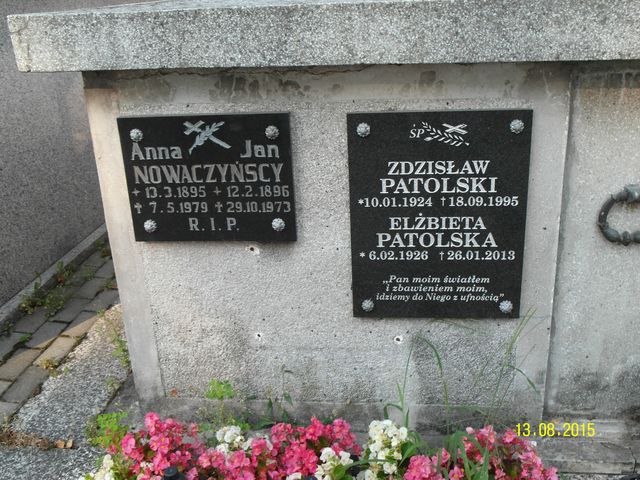 Anna Jan
NOWACZYŃSCY
+ 13.3.1895 + 12.2.1896
✝ 7.5.1979 ✝ 29.10.1973
R.I.P.
ŚP
ZDZISŁAW
PATOLSKI
*10.01.1924 †18.09.1995
ELŻBIETA
PATOLSKA
*6.02.1926 †26.01.2013
„Pan moim światłem
i zbawieniem moim,
idziemy do Niego z ufnością"
13.08.2015